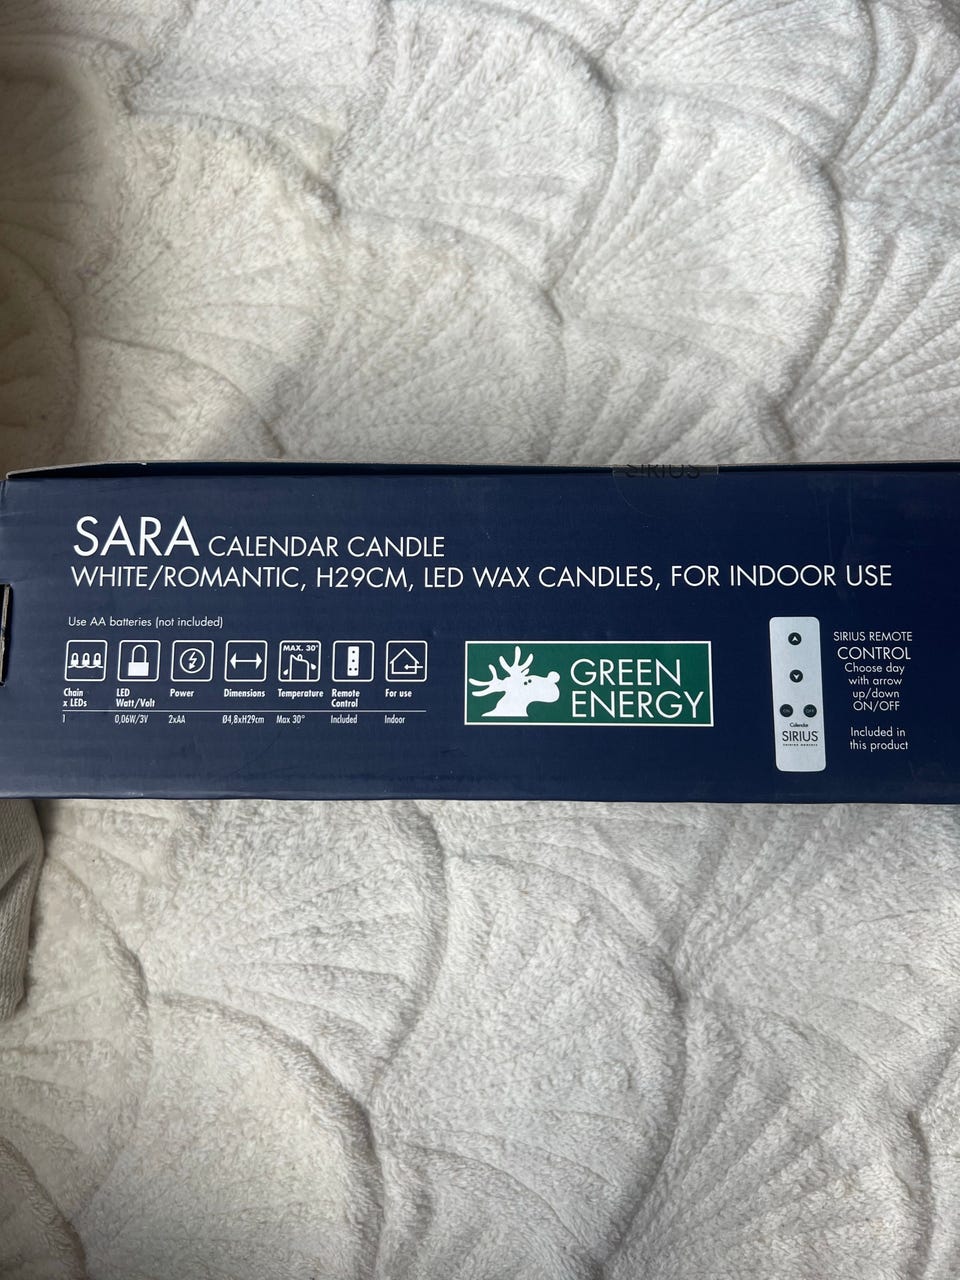 SIRIUS
SARA CALENDAR CANDLE
WHITE/ROMANTIC, H29CM, LED WAX CANDLES, FOR INDOOR USE
Use AA batteries (not included)
MAX. 30°
Chain x LEDs
1
LED Watt/Volt
0,06W/3V
Power
2xAA
Dimensions
Ø4,8xH29cm
Temperature
Max 30°
Remote Control
Included
For use
Indoor
GREEN
ENERGY
ON OFF
Calendar
SIRIUS
SIRIUS REMOTE
CONTROL
Choose day
with arrow
up/down
ON/OFF
Included in
this product